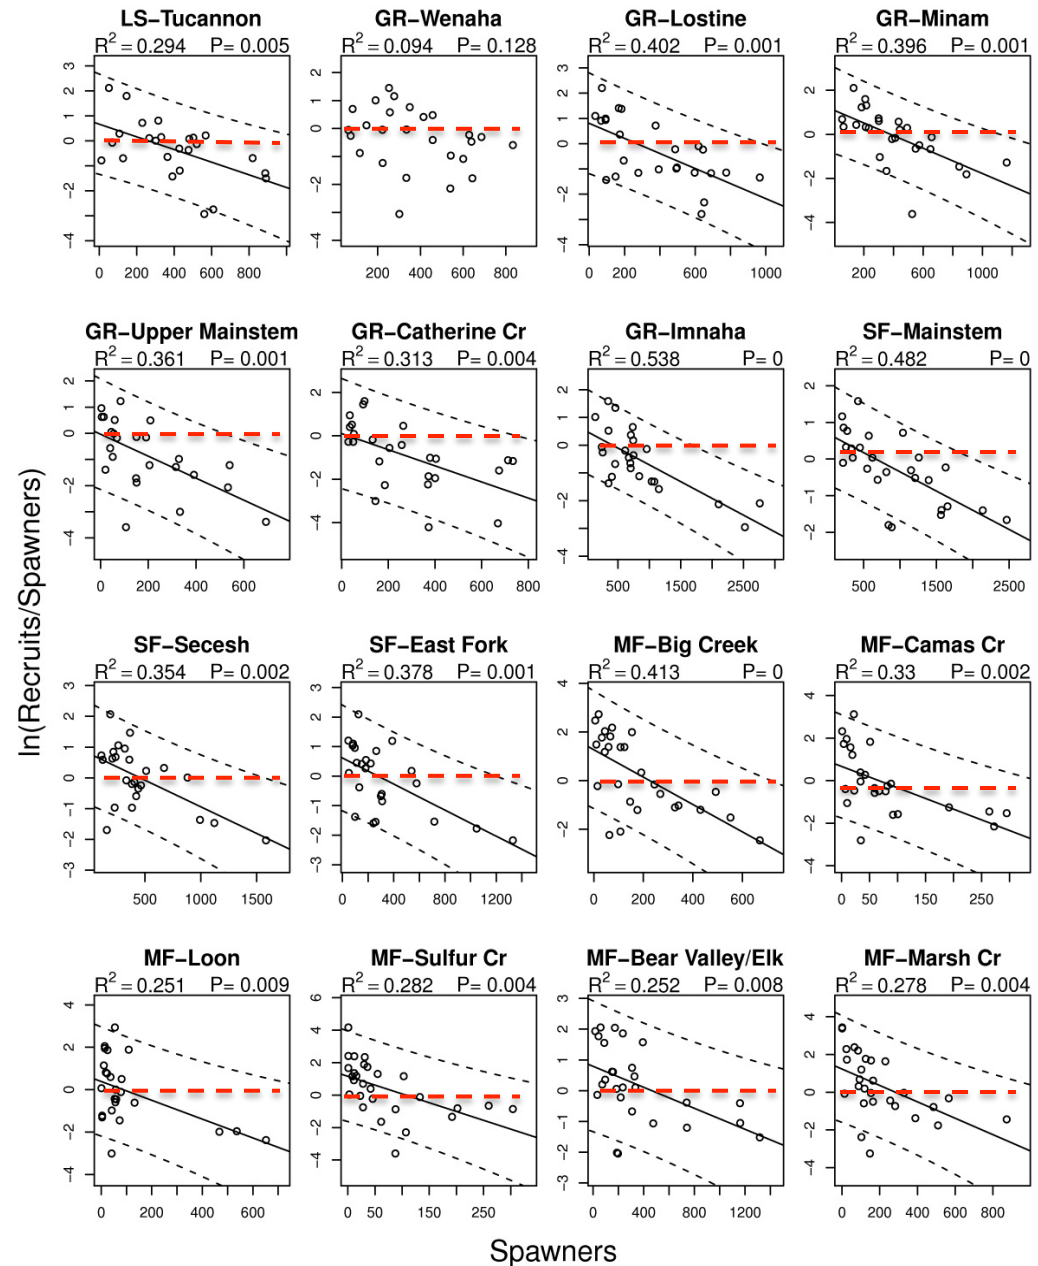 LS−Tucannon GR−Wenaha GR−Lostine GR−Minam
R2 = 0.294 P= 0.005 R2 = 0.094 P= 0.128 R2 = 0.402 P= 0.001 R2 = 0.396 P= 0.001
3 2 1 0 −2 −4
2 1 0 −2 −4
3 2 1 0 −2 −4
2 0 −2 −4
0 200 400 600 800
200 400 600 800
0 200 600 1000
200 600 1000
GR−Upper Mainstem GR−Catherine Cr GR−Imnaha SF−Mainstem
R2 = 0.361 P= 0.001 R2 = 0.313 P= 0.004 R2 = 0.538 P= 0 R2 = 0.482 P= 0
2 1 0 −2 −4
2 0 −2 −4
2 1 0 −1 −3 −4
2 1 0 −1 −2
0 200 400 600
0 200 400 600 800
500 1500 2500
500 1500 2500
ln(Recruits/Spawners)
SF−Secesh SF−East Fork MF−Big Creek MF−Camas Cr
R2 = 0.354 P= 0.002 R2 = 0.378 P= 0.001 R2 = 0.413 P= 0 R2 = 0.33 P= 0.002
3 2 1 0 −1 −2 −3
3 2 1 0 −1 −2 −3
4 2 0 −2
4 2 0 −2 −4
500 1000 1500
0 400 800 1200
0 200 400 600
0 50 150 250
MF−Loon MF−Sulfur Cr MF−Bear Valley/Elk MF−Marsh Cr
R2 = 0.251 P= 0.009 R2 = 0.282 P= 0.004 R2 = 0.252 P= 0.008 R2 = 0.278 P= 0.004
4 2 0 −2 −4
6 4 2 0 −2 −4
3 2 1 0 −1 −2 −3
4 2 0 −2 −4
0 200 400 600
0 50 150 250
0 400 800 1200
0 200 400 600 800
Spawners